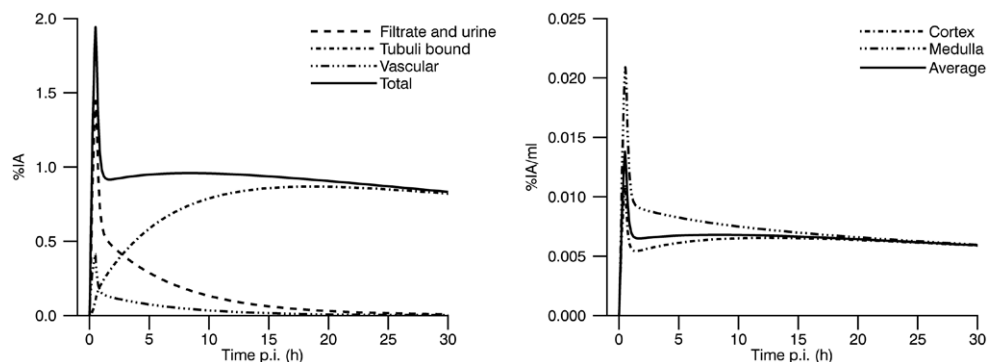 2.0
1.5
1.0
0.5
0.0
%IA
Filtrate and urine
Tubuli bound
Vascular
Total
0 5 10 15 20 25 30
Time p.i. (h)
0.025
0.020
0.015
0.010
0.005
0.000
%IA/ml
Cortex
Medulla
Average
0 5 10 15 20 25 30
Time p.i. (h)